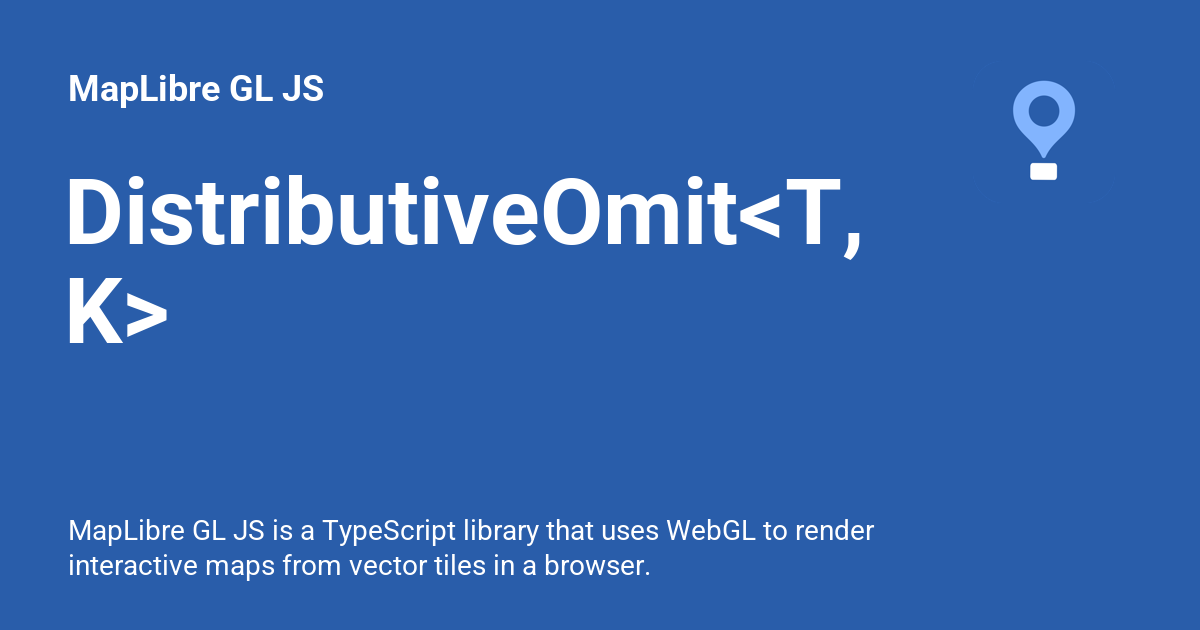 MapLibre GL JS
DistributiveOmit<T,
K>
MapLibre GL JS is a TypeScript library that uses WebGL to render
interactive maps from vector tiles in a browser.